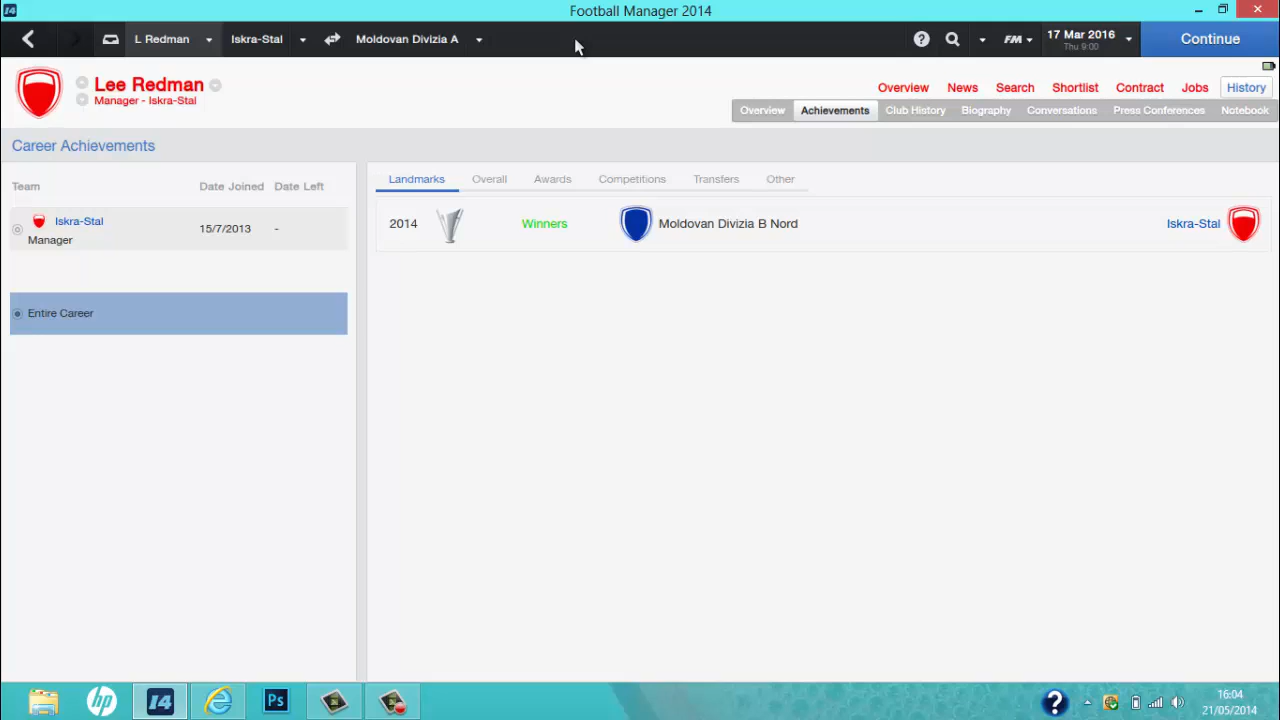 Football Manager 2014
L Redman
Iskra-Stal
Moldovan Divizia A
?
FM
17 Mar 2016
Thu 9:00
Continue
Lee Redman
Manager - Iskra-Stal
Overview News Search Shortlist Contract Jobs History
Overview Achievements Club History Biography Conversations Press Conferences Notebook
Career Achievements
Team Date Joined Date Left
Iskra-Stal
Manager
15/7/2013 -
Entire Career
Landmarks Overall Awards Competitions Transfers Other
2014 Winners Moldovan Divizia B Nord Iskra-Stal
hp
14
Ps
?
16:04
21/05/2014